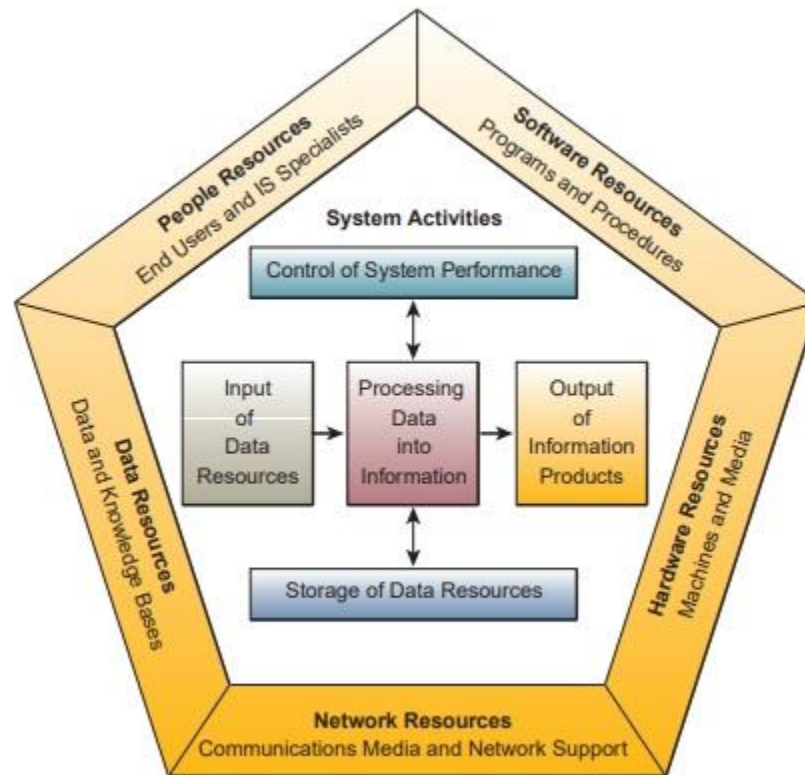 People Resources
End Users and IS Specialists
Software Resources
Programs and Procedures
System Activities
Control of System Performance
Input
of
Data
Resources
Processing
Data
into
Information
Output
of
Information
Products
Storage of Data Resources
Data Resources
Data and Knowledge Bases
Hardware Resources
Machines and Media
Network Resources
Communications Media and Network Support